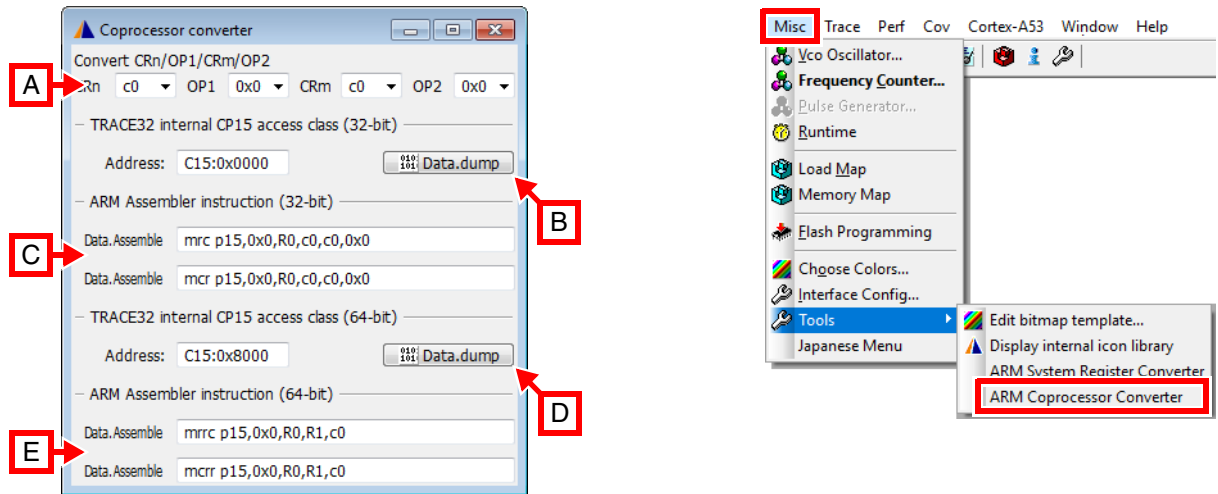 Coprocessor converter
Convert CRn/OP1/CRm/OP2
A
Rn c0 OP1 0x0 CRm c0 OP2 0x0
TRACE32 internal CP15 access class (32-bit)
Address: C15:0x0000 Data.dump
B
ARM Assembler instruction (32-bit)
C
Data.Assemble mrc p15,0x0,R0,c0,c0,0x0
Data.Assemble mcr p15,0x0,R0,c0,c0,0x0
TRACE32 internal CP15 access class (64-bit)
Address: C15:0x8000 Data.dump
D
ARM Assembler instruction (64-bit)
E
Data.Assemble mrrc p15,0x0,R0,R1,c0
Data.Assemble mcrr p15,0x0,R0,R1,c0
Misc Trace Perf Cov Cortex-A53 Window Help
Vco Oscillator...
Frequency Counter...
Pulse Generator...
Runtime
Load Map
Memory Map
Flash Programming
Choose Colors...
Interface Config...
Tools
Japanese Menu
Edit bitmap template...
Display internal icon library
ARM System Register Converter
ARM Coprocessor Converter